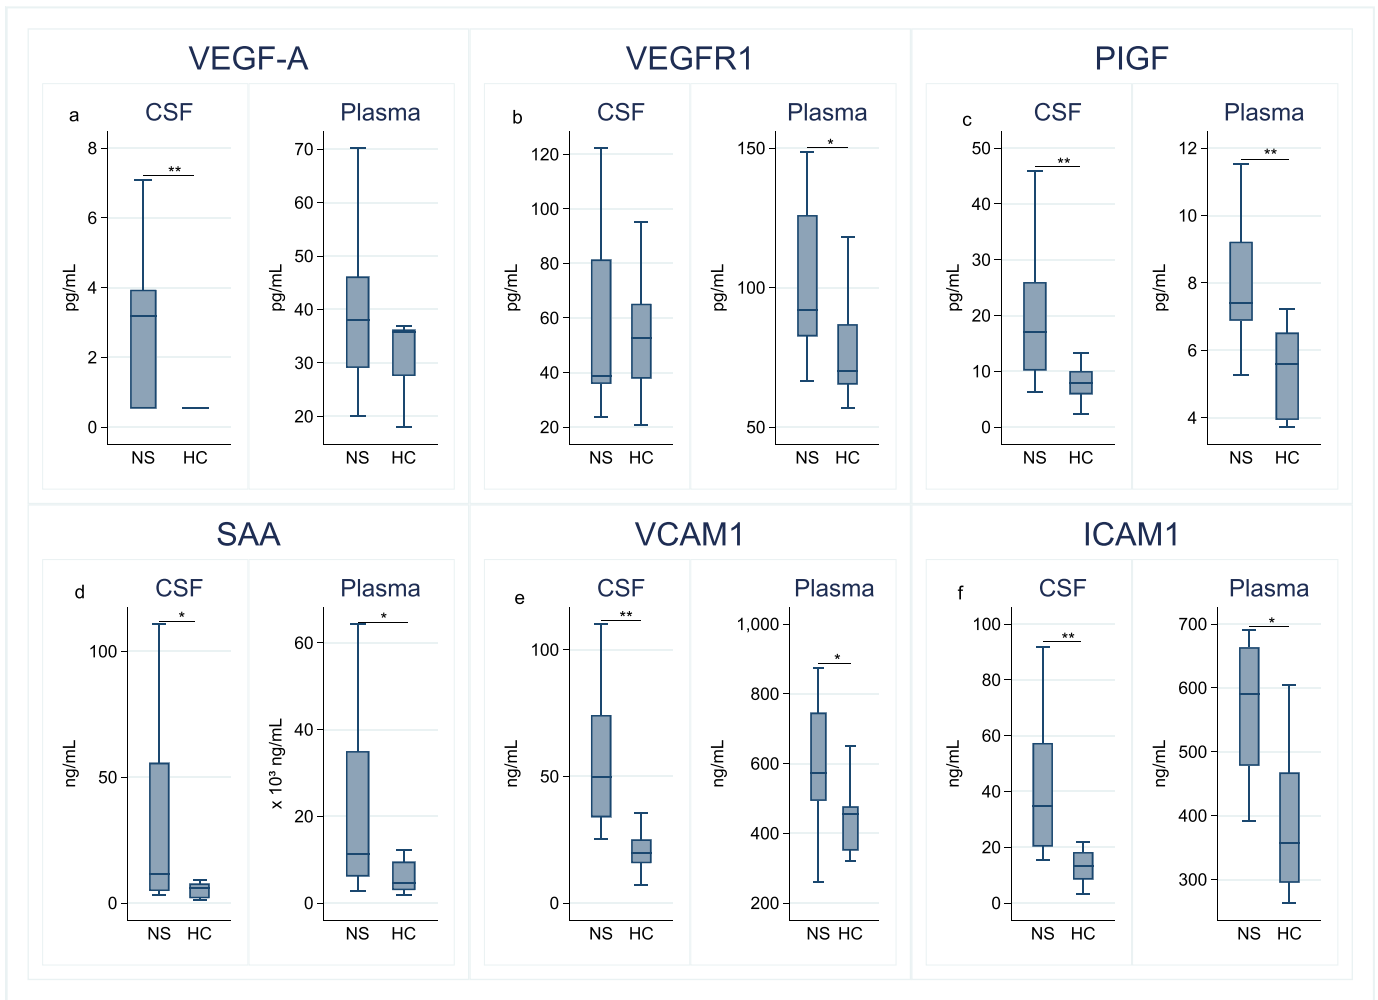 VEGF-A
VEGFR1
PIGF
a
CSF
Plasma
b
CSF
Plasma
c
CSF
Plasma
8
6
4
2
0
pg/mL
**
NS HC
70
60
50
40
30
20
pg/mL
NS HC
120
100
80
60
40
20
pg/mL
NS HC
150
100
50
pg/mL
*
NS HC
50
40
30
20
10
0
pg/mL
**
NS HC
12
10
8
6
4
pg/mL
**
NS HC
SAA
VCAM1
ICAM1
d
CSF
Plasma
e
CSF
Plasma
f
CSF
Plasma
100
50
0
ng/mL
*
NS HC
60
40
20
0
x 10³ ng/mL
*
NS HC
100
50
0
ng/mL
**
NS HC
1,000
800
600
400
200
ng/mL
*
NS HC
100
80
60
40
20
0
ng/mL
**
NS HC
700
600
500
400
300
ng/mL
*
NS HC